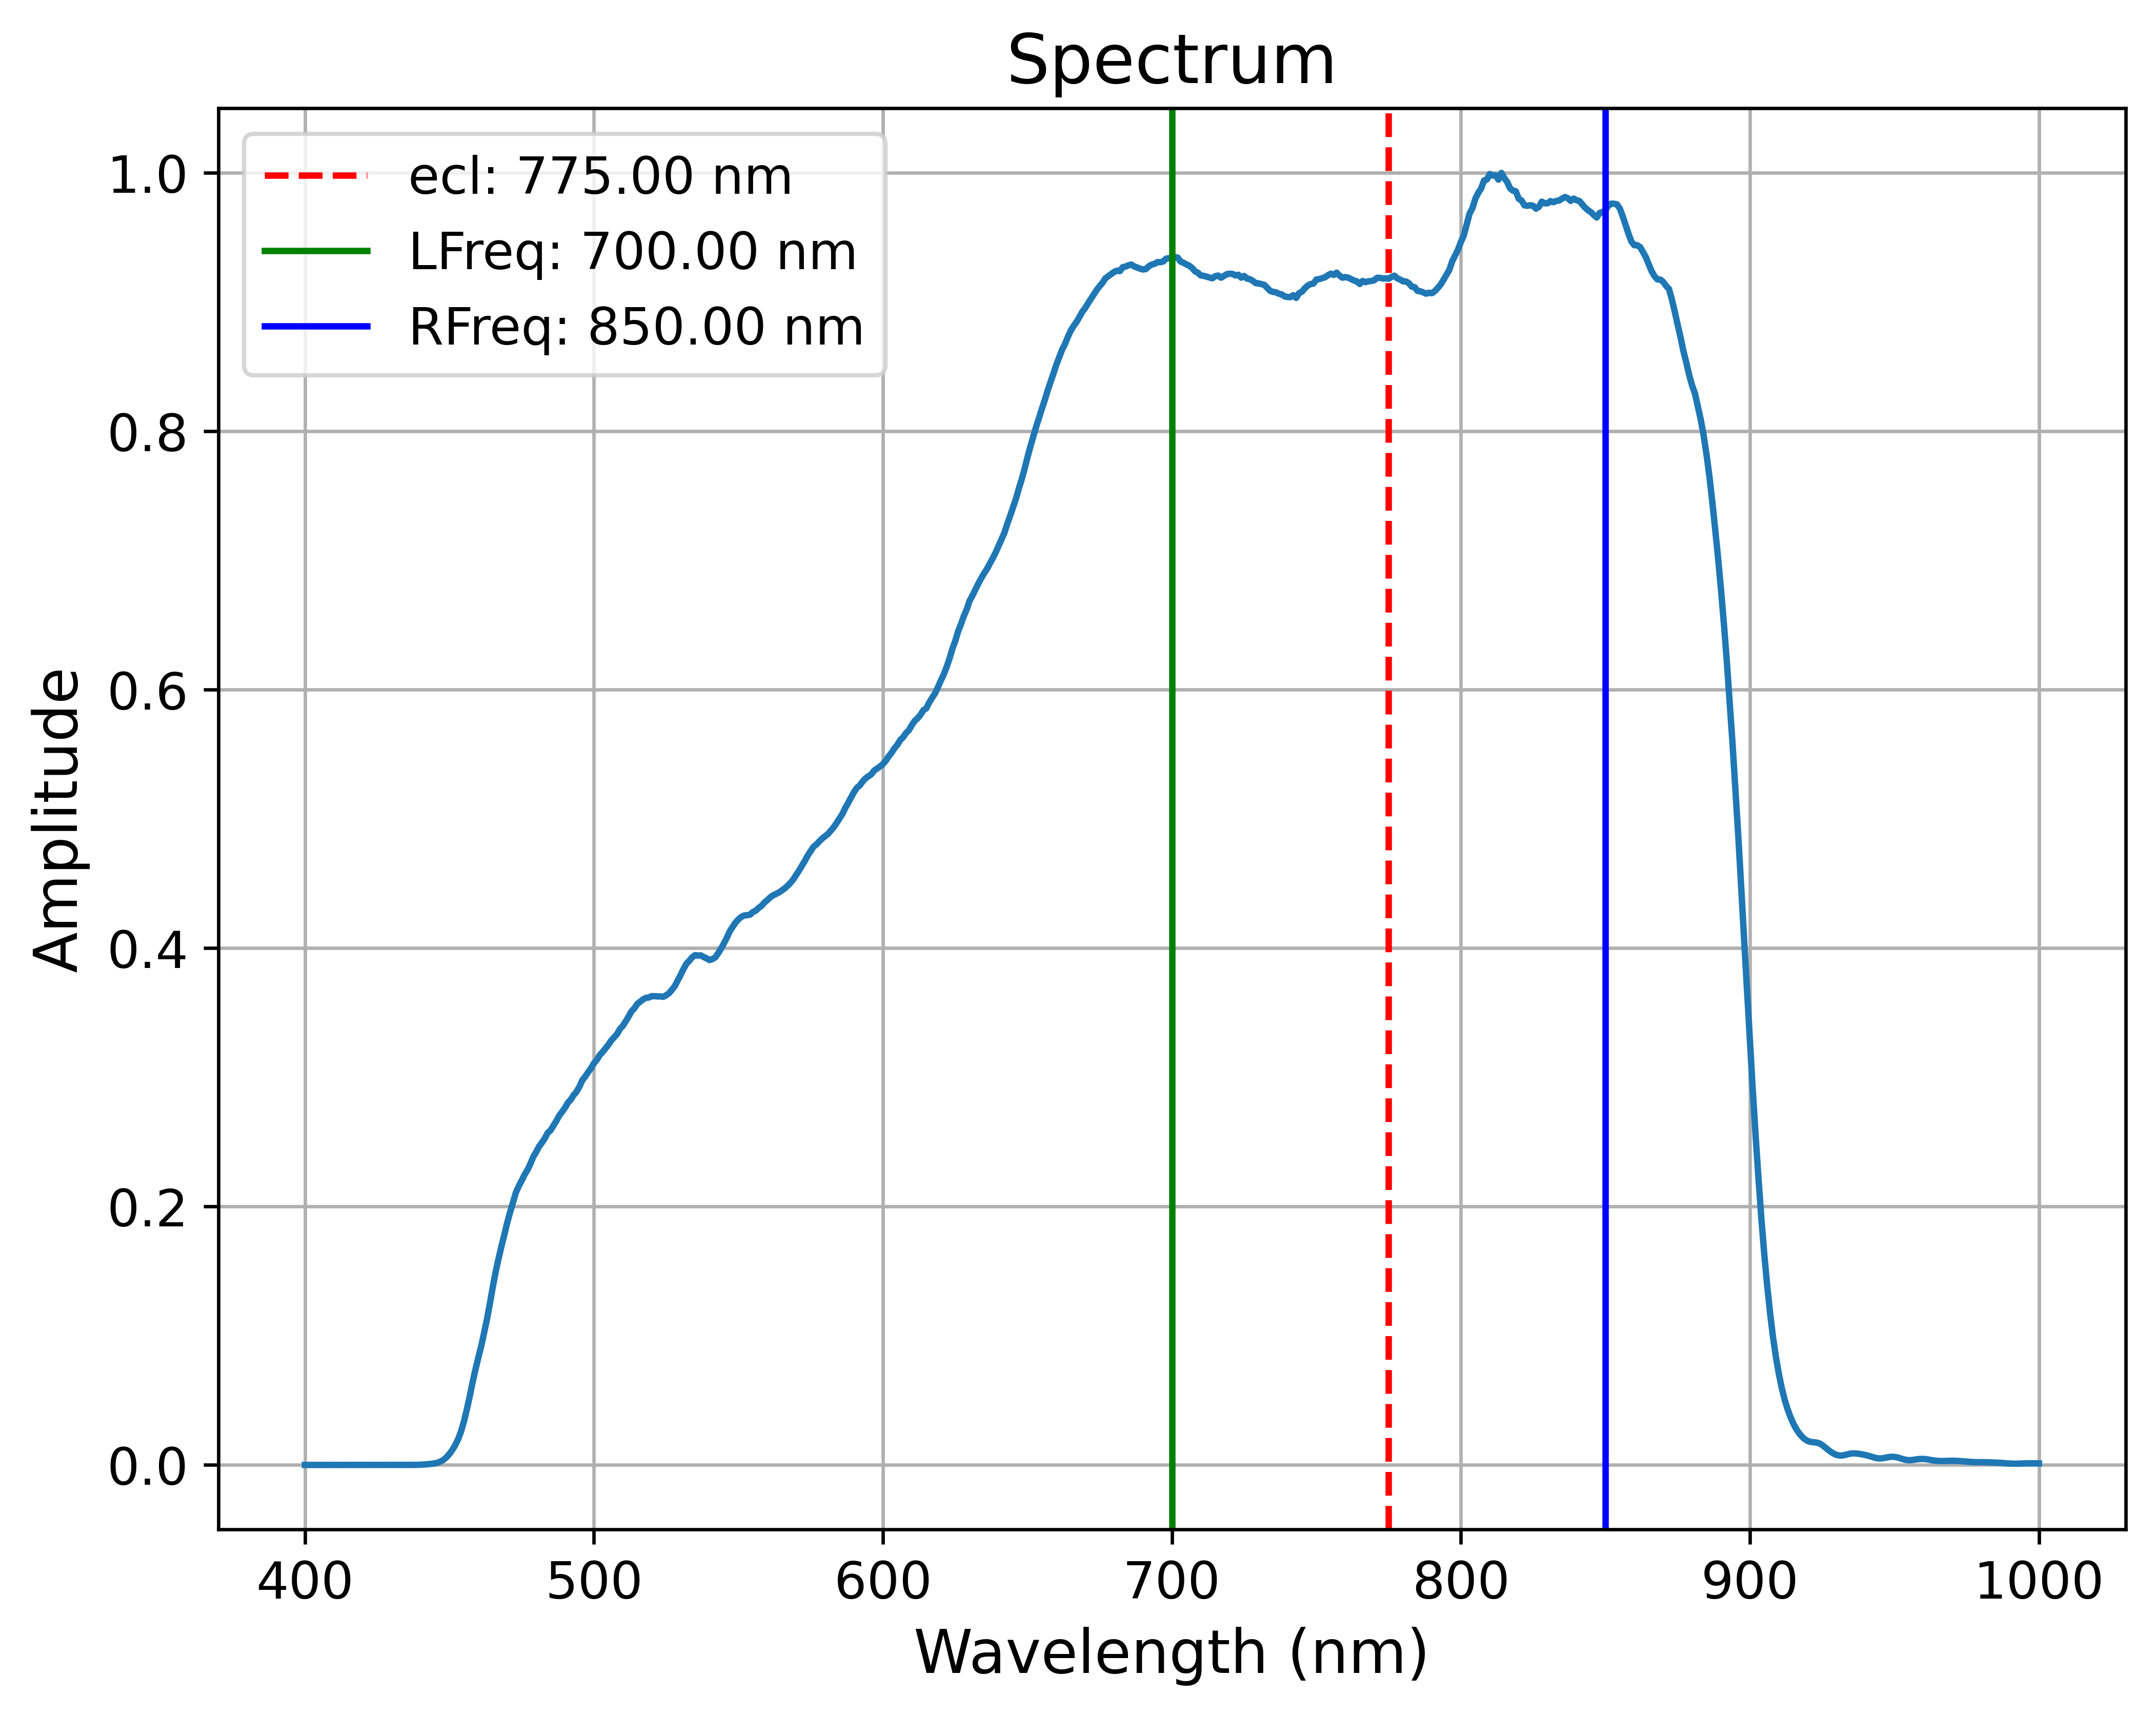 Spectrum
ecl: 775.00 nm
LFreq: 700.00 nm
RFreq: 850.00 nm
1.0
0.8
0.6
0.4
0.2
0.0
Amplitude
400 500 600 700 800 900 1000
Wavelength (nm)